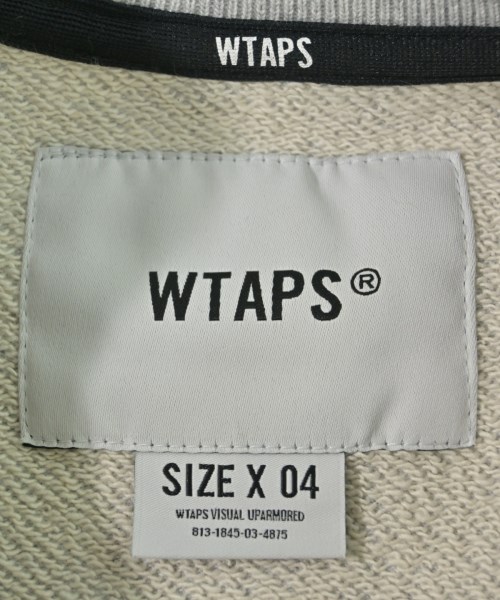 WTAPS
WTAPS®
SIZE X 04
WTAPS VISUAL UPARMORED
813-1845-03-4875